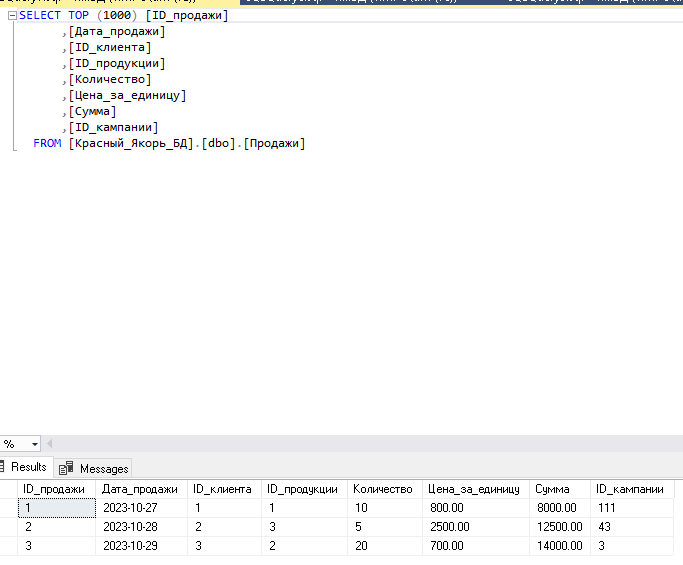 SELECT TOP (1000) [ID_продажи]
,[Дата_продажи]
,[ID_клиента]
,[ID_продукции]
,[Количество]
,[Цена_за_единицу]
,[Сумма]
,[ID_кампании]
FROM [Красный_Якорь_БД].[dbo].[Продажи]
%
Results Messages
ID_продажи Дата_продажи ID_клиента ID_продукции Количество Цена_за_единицу Сумма ID_кампании
1 2023-10-27 1 1 10 800.00 8000.00 111
2 2023-10-28 2 3 5 2500.00 12500.00 43
3 2023-10-29 3 2 20 700.00 14000.00 3